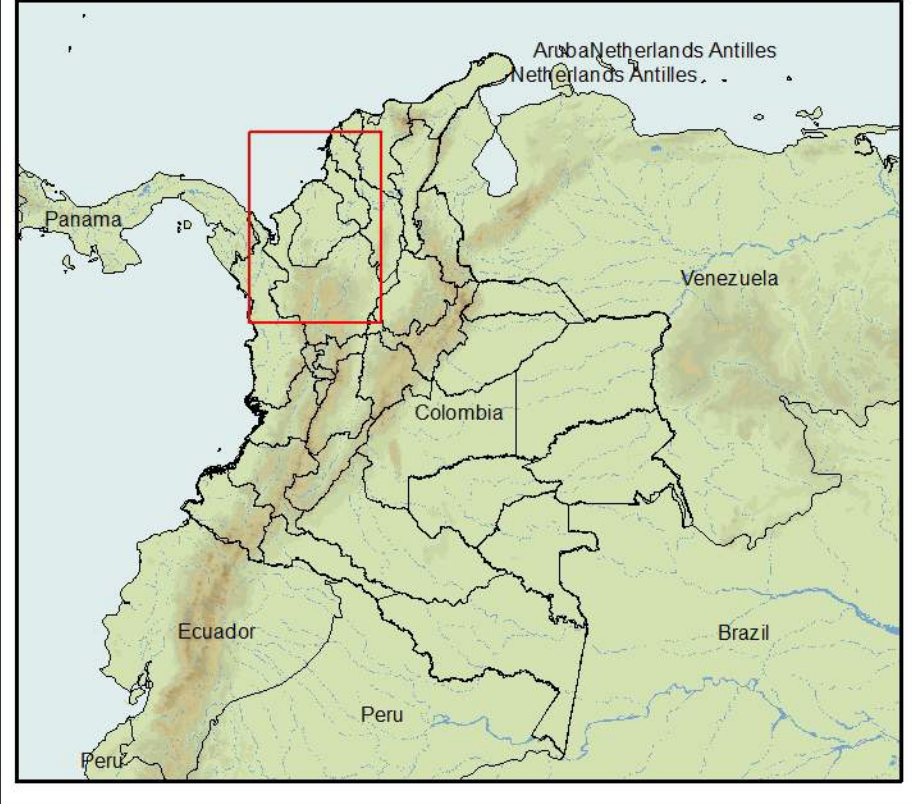 ArubaNetherlands Antilles
Netherlands Antilles
Panama
Venezuela
Colombia
Ecuador
Brazil
Peru
Peru